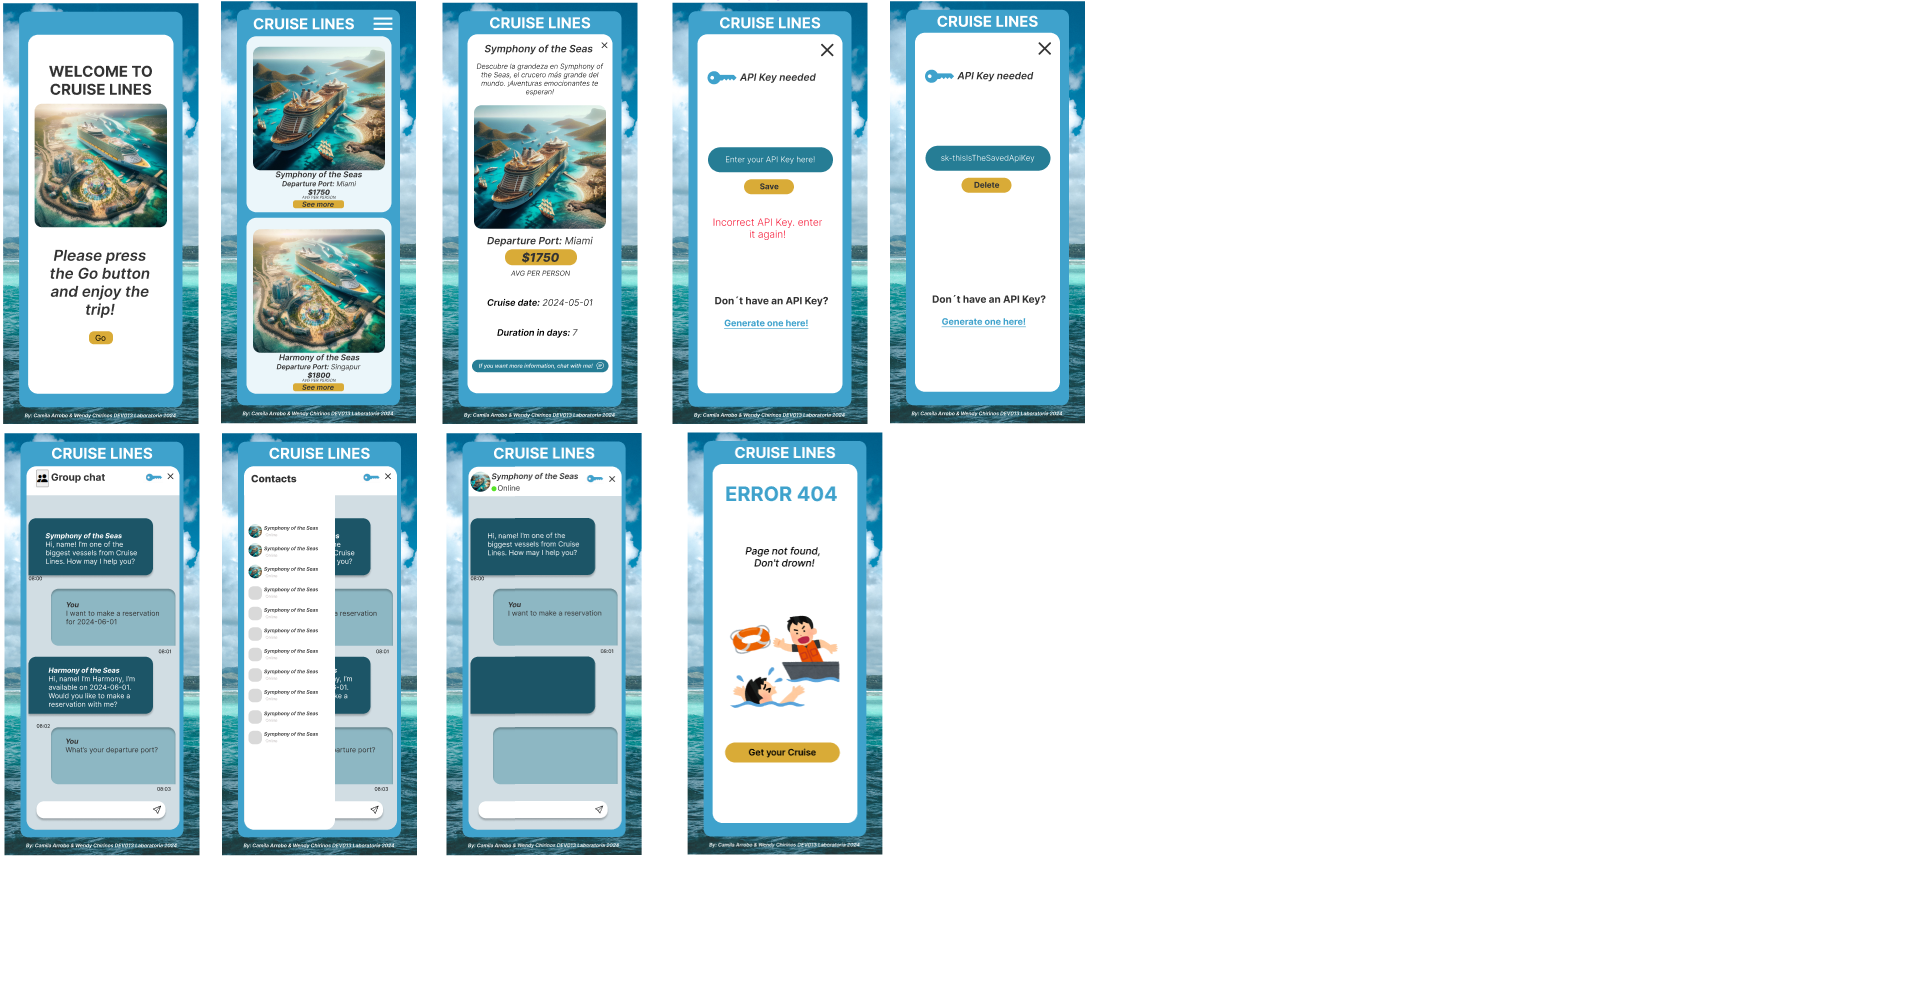 WELCOME TO
CRUISE LINES
Please press
the Go button
and enjoy the
trip!
Go
By: Camila Arrobo & Wendy Chirinos DEV013 Laboratoria 2024
CRUISE LINES
Symphony of the Seas
Departure Port: Miami
$1750
AVG PER PERSON
See more
Harmony of the Seas
Departure Port: Singapur
$1800
AVG PER PERSON
See more
By: Camila Arrobo & Wendy Chirinos DEV013 Laboratoria 2024
CRUISE LINES
Symphony of the Seas
Descubre la grandeza en Symphony of
the Seas, el crucero más grande del
mundo. ¡Aventuras emocionantes te
esperan!
Departure Port: Miami
$1750
AVG PER PERSON
Cruise date: 2024-05-01
Duration in days: 7
If you want more information, chat with me!
By: Camila Arrobo & Wendy Chirinos DEV013 Laboratoria 2024
CRUISE LINES
API Key needed
Enter your API Key here!
Save
Incorrect API Key. enter
it again!
Don´t have an API Key?
Generate one here!
By: Camila Arrobo & Wendy Chirinos DEV013 Laboratoria 2024
CRUISE LINES
API Key needed
sk-thisIsTheSavedApiKey
Delete
Don´t have an API Key?
Generate one here!
By: Camila Arrobo & Wendy Chirinos DEV013 Laboratoria 2024
CRUISE LINES
Group chat
Symphony of the Seas
Hi, name! I'm one of the
biggest vessels from Cruise
Lines. How may I help you?
08:00
You
I want to make a reservation
for 2024-06-01
08:01
Harmony of the Seas
Hi, name! I'm Harmony, I'm
available on 2024-06-01.
Would you like to make a
reservation with me?
08:02
You
What's your departure port?
08:03
By: Camila Arrobo & Wendy Chirinos DEV013 Laboratoria 2024
CRUISE LINES
Contacts
Symphony of the Seas
Online
Symphony of the Seas
Online
Symphony of the Seas
Online
Symphony of the Seas
Online
Symphony of the Seas
Online
Symphony of the Seas
Online
Symphony of the Seas
Online
Symphony of the Seas
Online
Symphony of the Seas
Online
Symphony of the Seas
Online
Symphony of the Seas
Online
s
e
Cruise
you?
a reservation
08:01
s
y, I'm
-01.
ke a
parture port?
08:03
By: Camila Arrobo & Wendy Chirinos DEV013 Laboratoria 2024
CRUISE LINES
Symphony of the Seas
Online
Hi, name! I'm one of the
biggest vessels from Cruise
Lines. How may I help you?
08:00
You
I want to make a reservation
08:01
By: Camila Arrobo & Wendy Chirinos DEV013 Laboratoria 2024
CRUISE LINES
ERROR 404
Page not found,
Don't drown!
Get your Cruise
By: Camila Arrobo & Wendy Chirinos DEV013 Laboratoria 2024